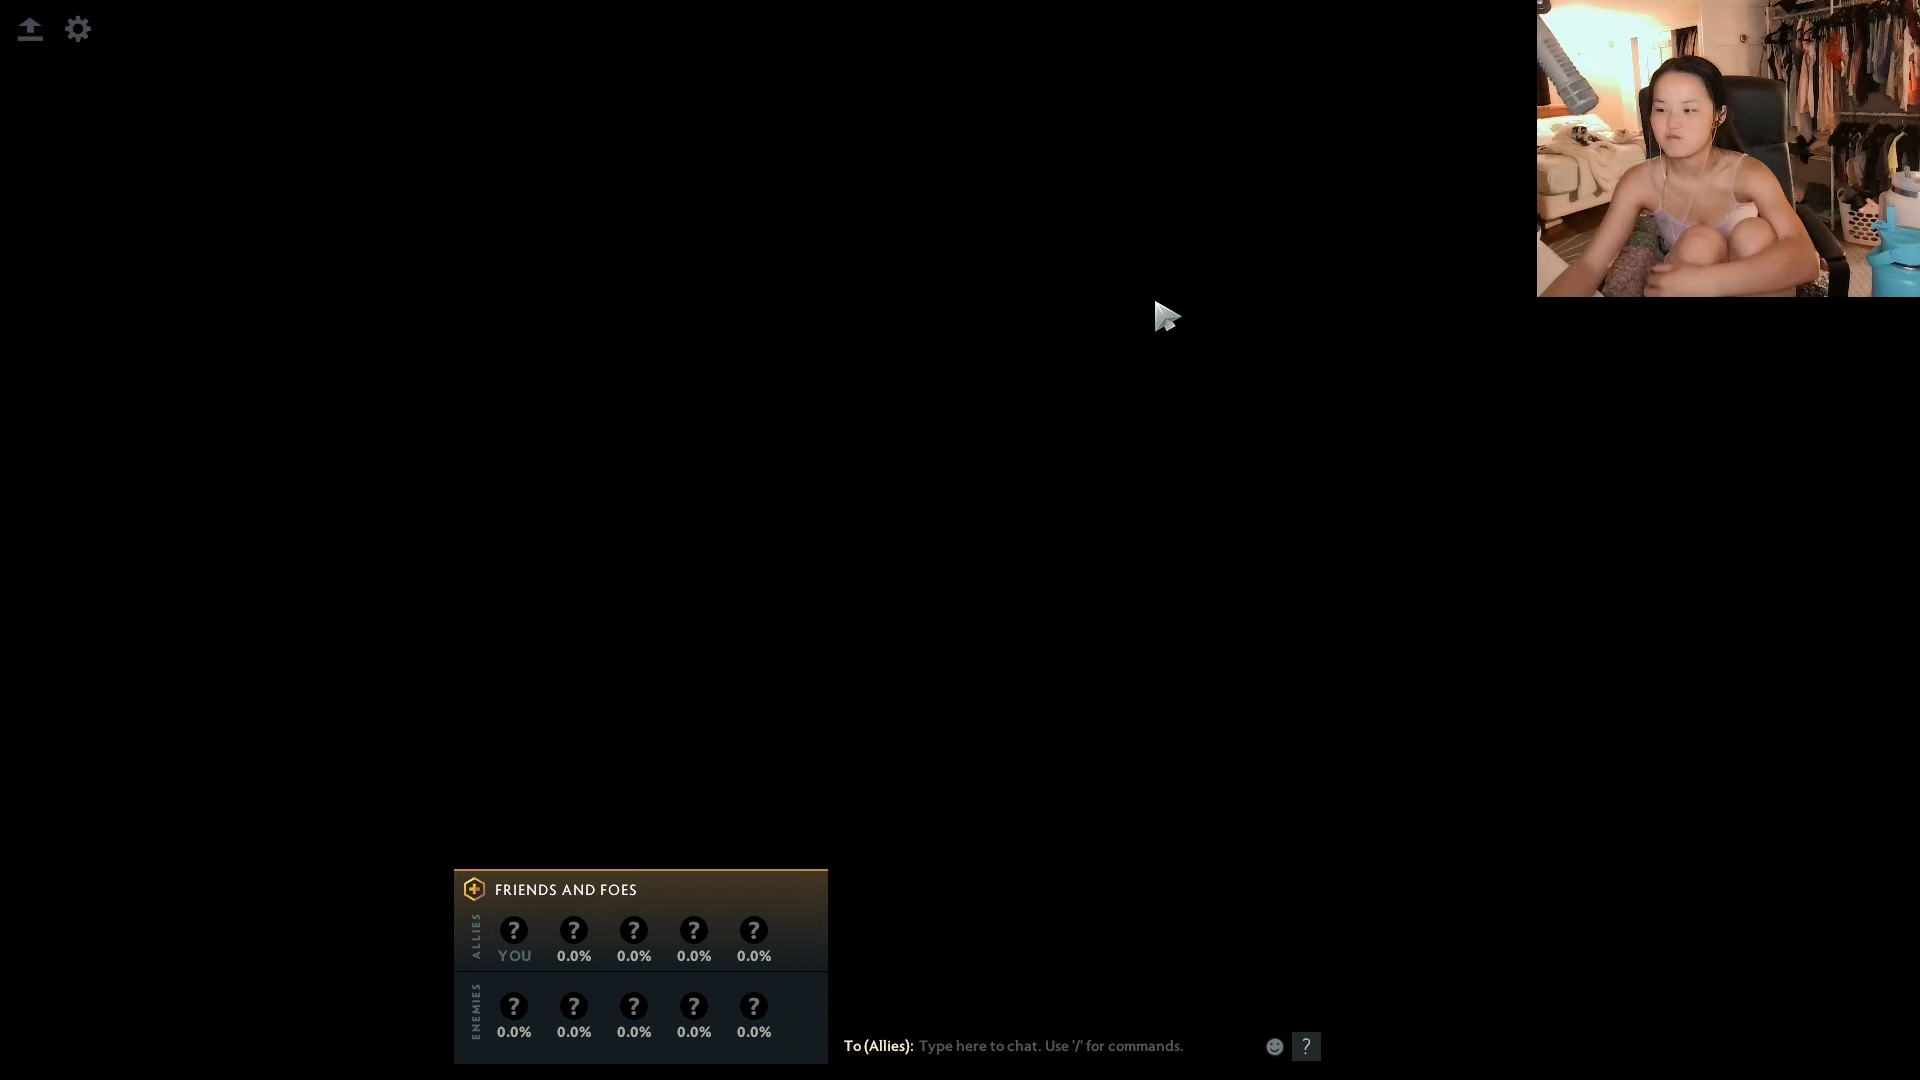 FRIENDS AND FOES
ALLIES
? ? ? ? ?
YOU 0.0% 0.0% 0.0% 0.0%
ENEMIES
? ? ? ? ?
0.0% 0.0% 0.0% 0.0% 0.0%
To (Allies): Type here to chat. Use '/' for commands.
?